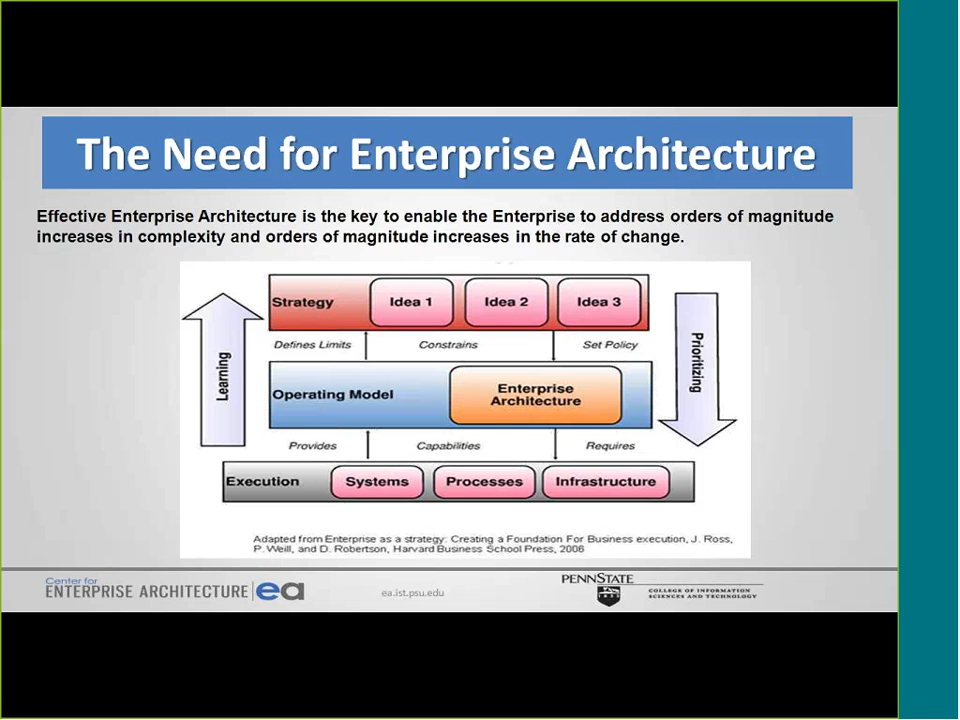 The Need for Enterprise Architecture
Effective Enterprise Architecture is the key to enable the Enterprise to address orders of magnitude
increases in complexity and orders of magnitude increases in the rate of change.
Strategy Idea 1 Idea 2 Idea 3
Defines Limits Constrains Set Policy
Learning
Prioritizing
Operating Model
Enterprise
Architecture
Provides Capabilities Requires
Execution Systems Processes Infrastructure
Adapted from Enterprise as a strategy: Creating a Foundation For Business execution, J. Ross,
P. Weill, and D. Robertson, Harvard Business School Press, 2006
Center for
ENTERPRISE ARCHITECTURE ea
ea.ist.psu.edu
PENNSTATE
1855
COLLEGE OF INFORMATION
SCIENCES AND TECHNOLOGY